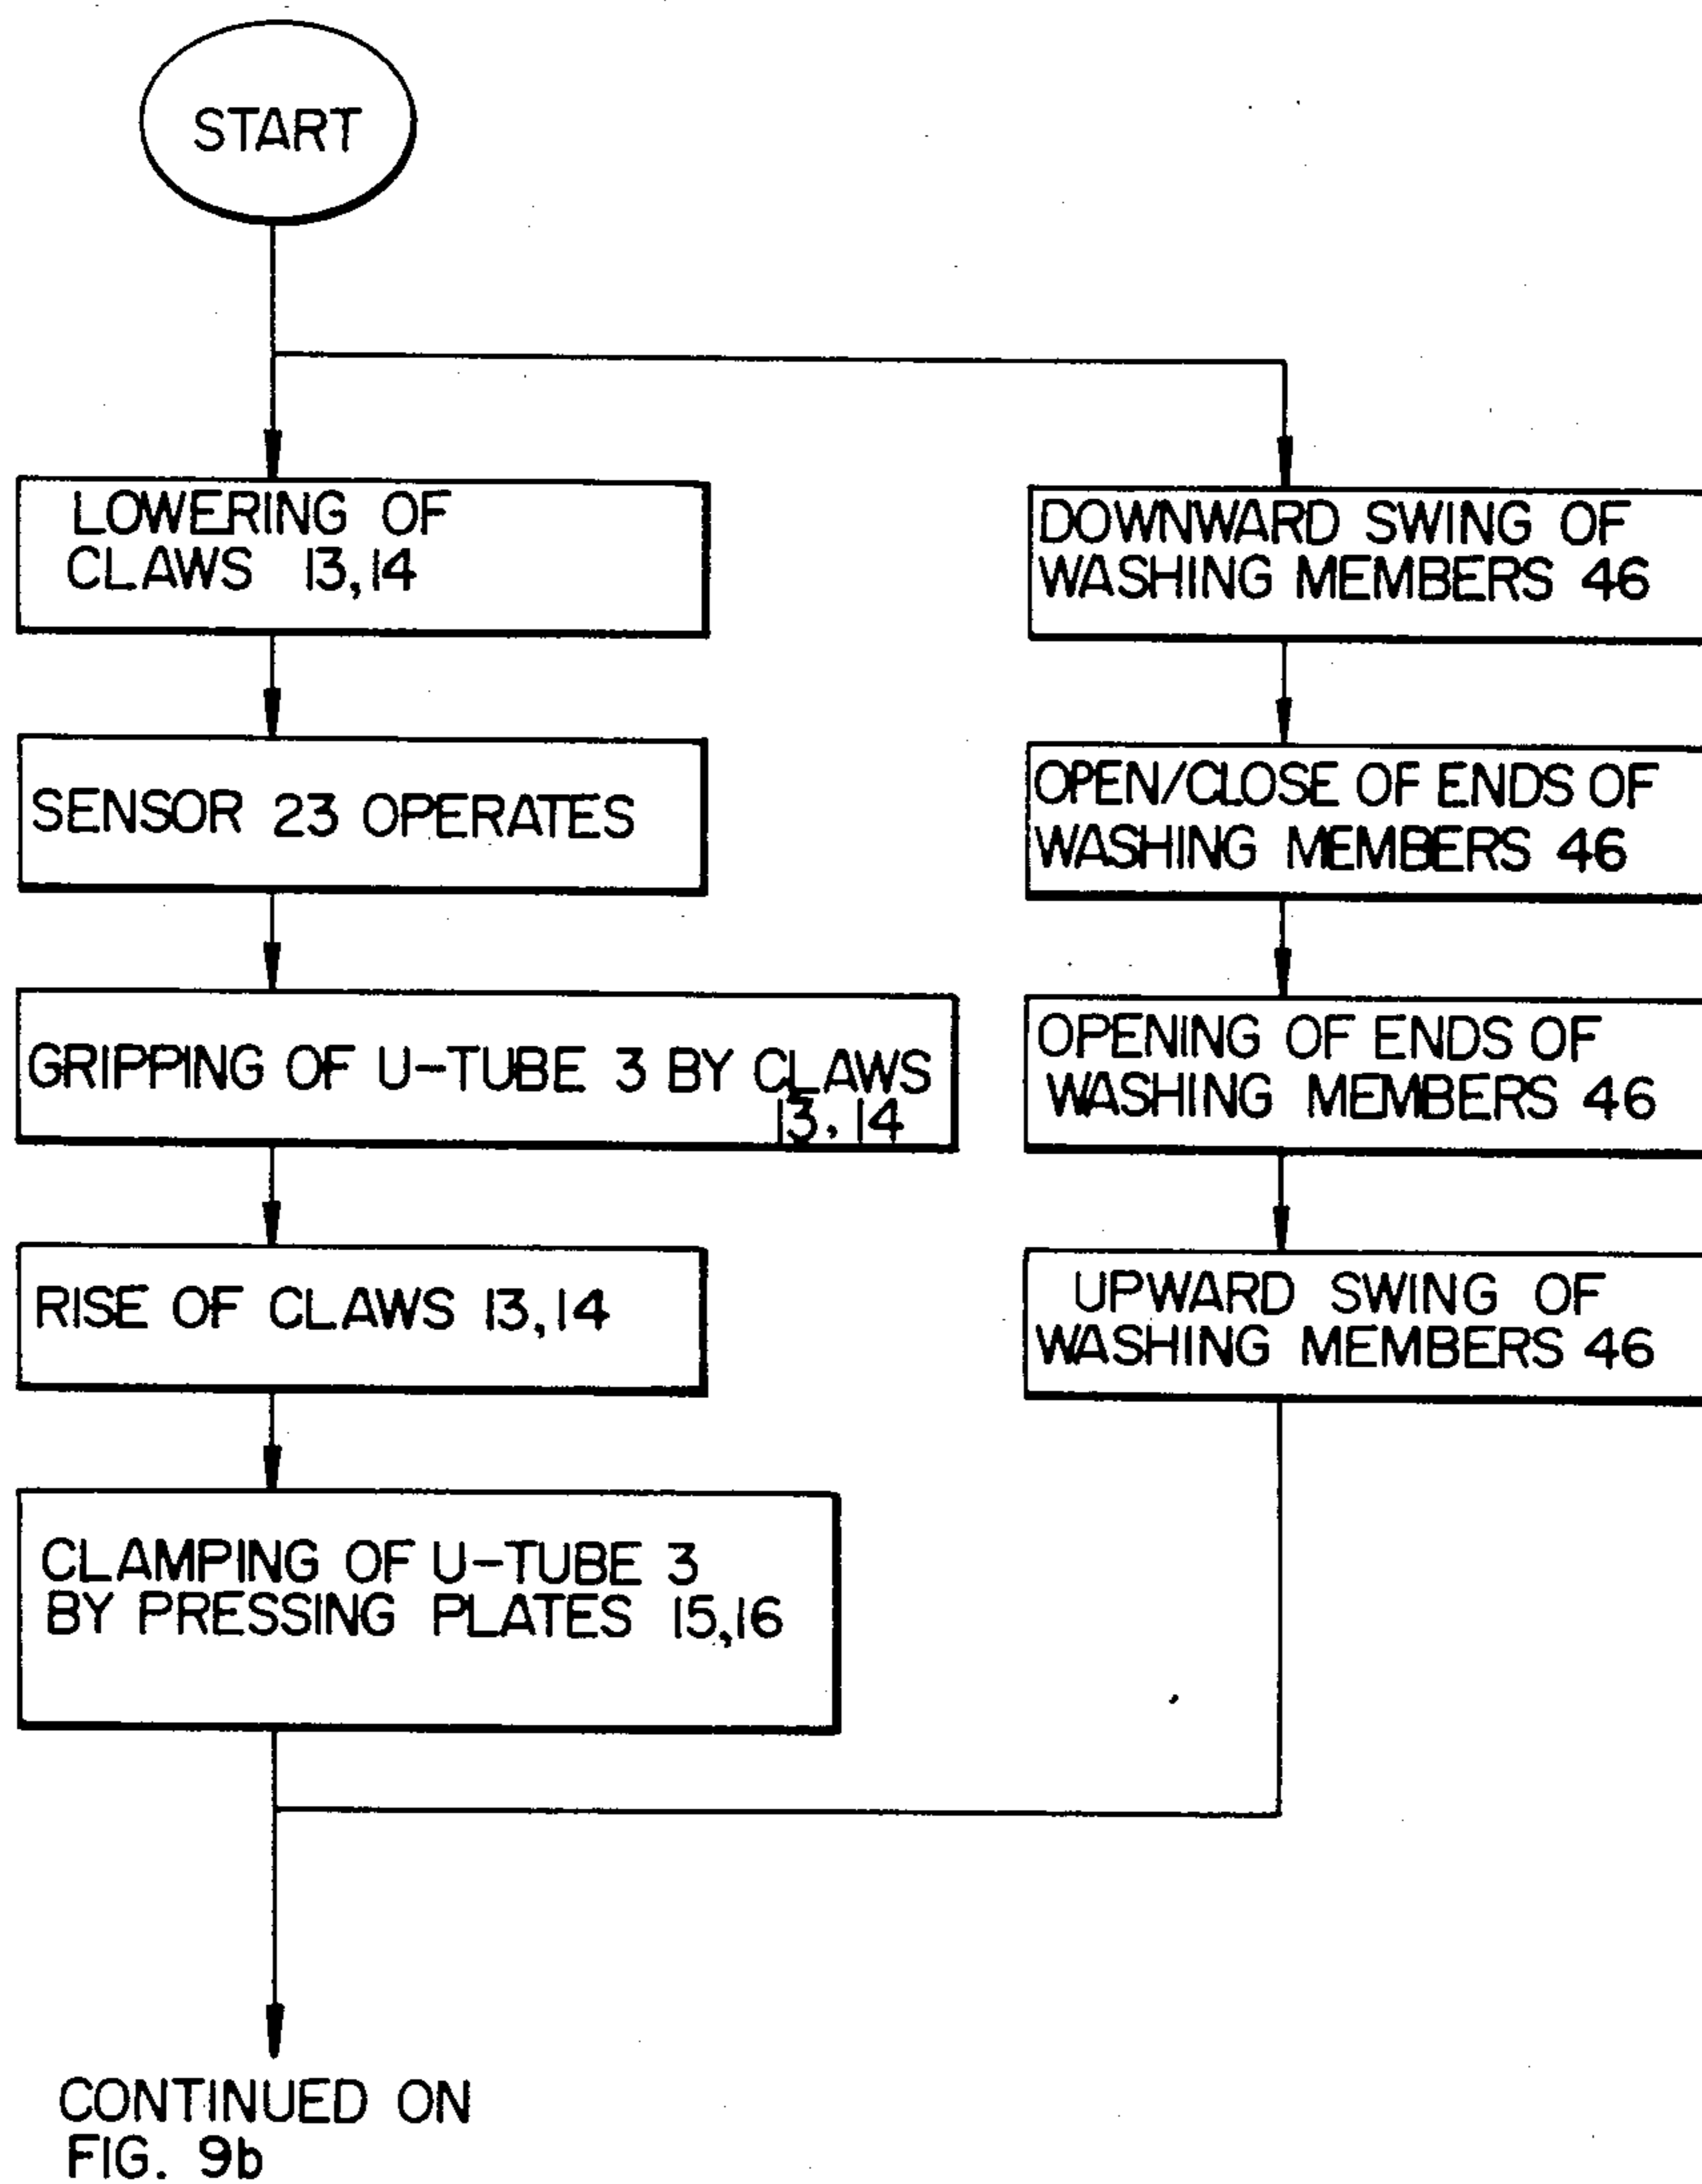 START
LOWERING OF
CLAWS 13,14
SENSOR 23 OPERATES
GRIPPING OF U-TUBE 3 BY CLAWS
13, 14
RISE OF CLAWS 13,14
CLAMPING OF U-TUBE 3
BY PRESSING PLATES 15,16
DOWNWARD SWING OF
WASHING MEMBERS 46
OPEN/CLOSE OF ENDS OF
WASHING MEMBERS 46
OPENING OF ENDS OF
WASHING MEMBERS 46
UPWARD SWING OF
WASHING MEMBERS 46
CONTINUED ON
FIG. 9b